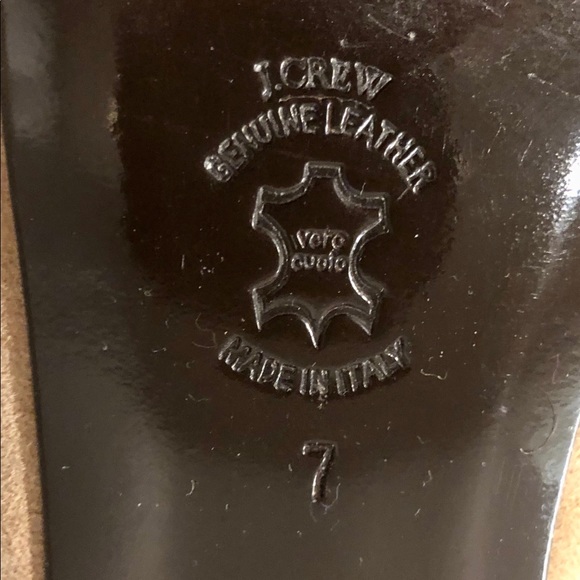 J.CREW
GENUINE LEATHER
vero
cuoio
MADE IN ITALY
7